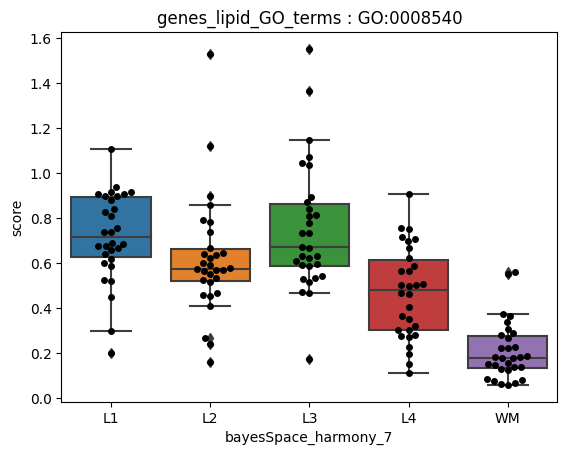 genes_lipid_GO_terms : GO:0008540
score
1.6
1.4
1.2
1.0
0.8
0.6
0.4
0.2
0.0
L1 L2 L3 L4 WM
bayesSpace_harmony_7